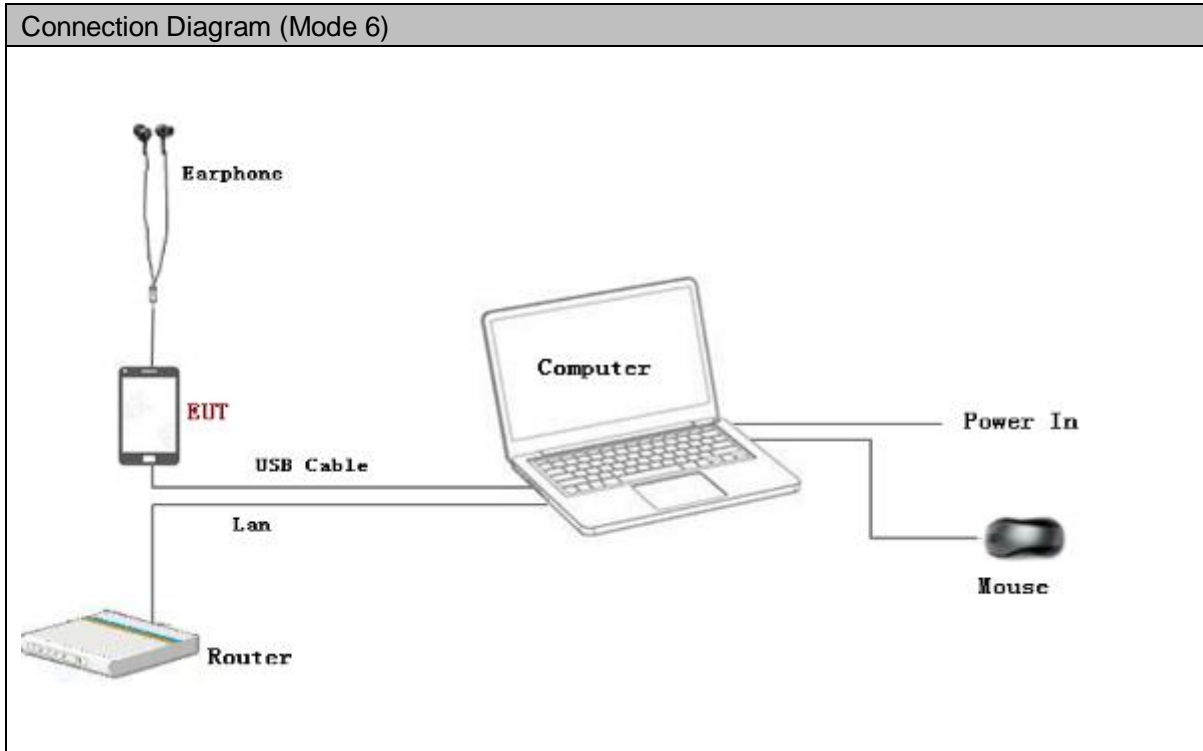 Connection Diagram (Mode 6)
Earphone
EUT
Computer
Power In
USB Cable
Lan
Mouse
Router